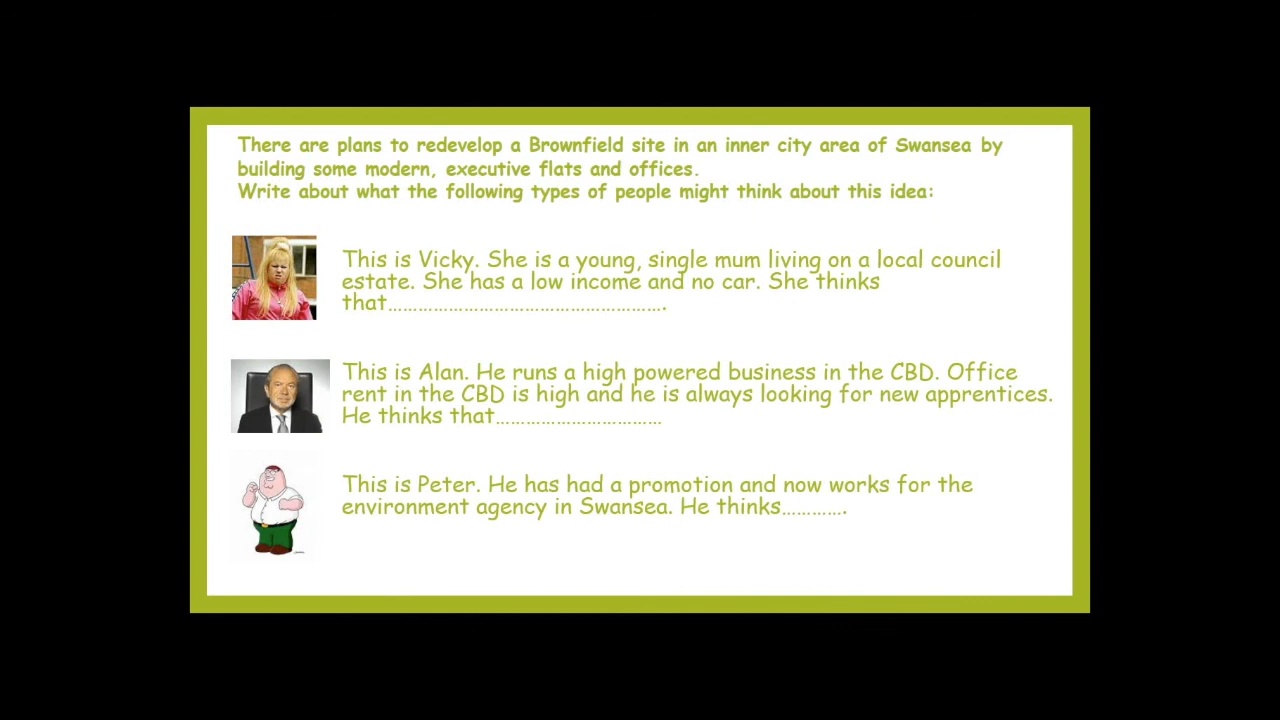 There are plans to redevelop a Brownfield site in an inner city area of Swansea by
building some modern, executive flats and offices.
Write about what the following types of people might think about this idea:
This is Vicky. She is a young, single mum living on a local council
estate. She has a low income and no car. She thinks
that……………………………………………….
This is Alan. He runs a high powered business in the CBD. Office
rent in the CBD is high and he is always looking for new apprentices.
He thinks that……………………………
This is Peter. He has had a promotion and now works for the
environment agency in Swansea. He thinks………….